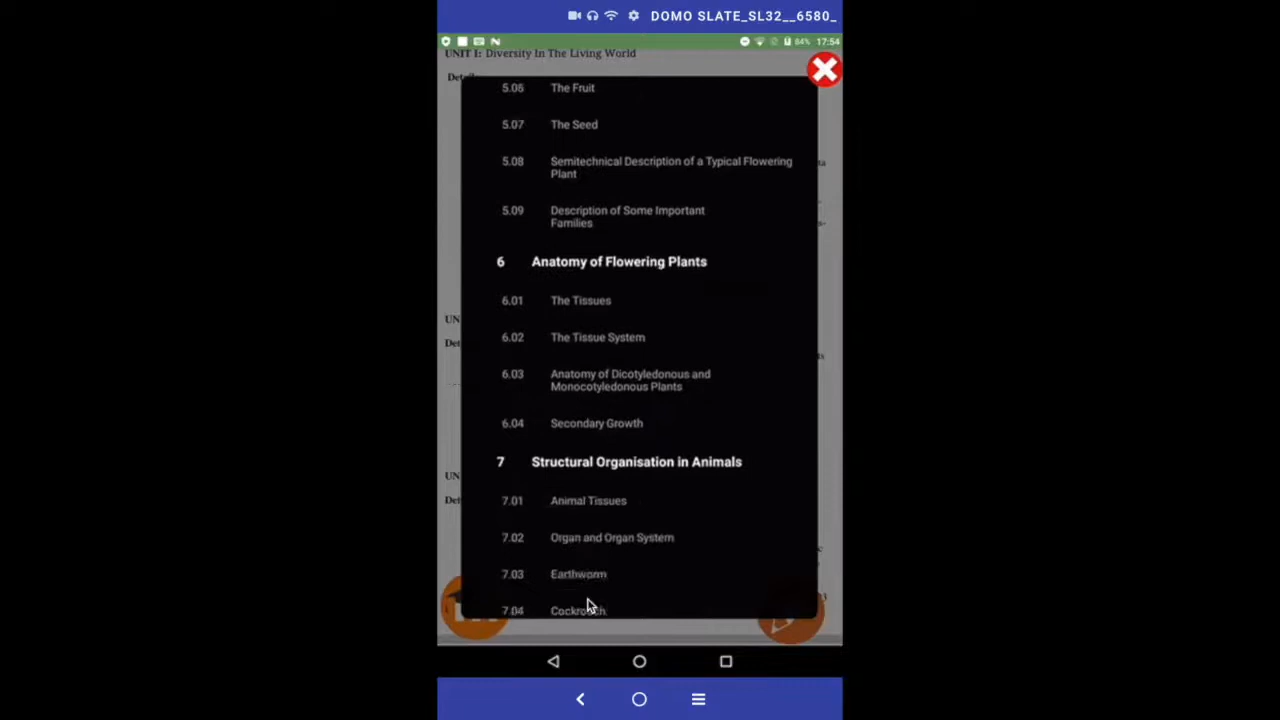 DOMO SLATE_SL32__6580_
84% 17:54
UNIT I: Diversity In The Living World
5.06 The Fruit
5.07 The Seed
5.08 Semitechnical Description of a Typical Flowering
Plant
5.09 Description of Some Important
Families
6 Anatomy of Flowering Plants
6.01 The Tissues
6.02 The Tissue System
6.03 Anatomy of Dicotyledonous and
Monocotyledonous Plants
6.04 Secondary Growth
7 Structural Organisation in Animals
7.01 Animal Tissues
7.02 Organ and Organ System
7.03 Earthworm
7.04 Cockroach